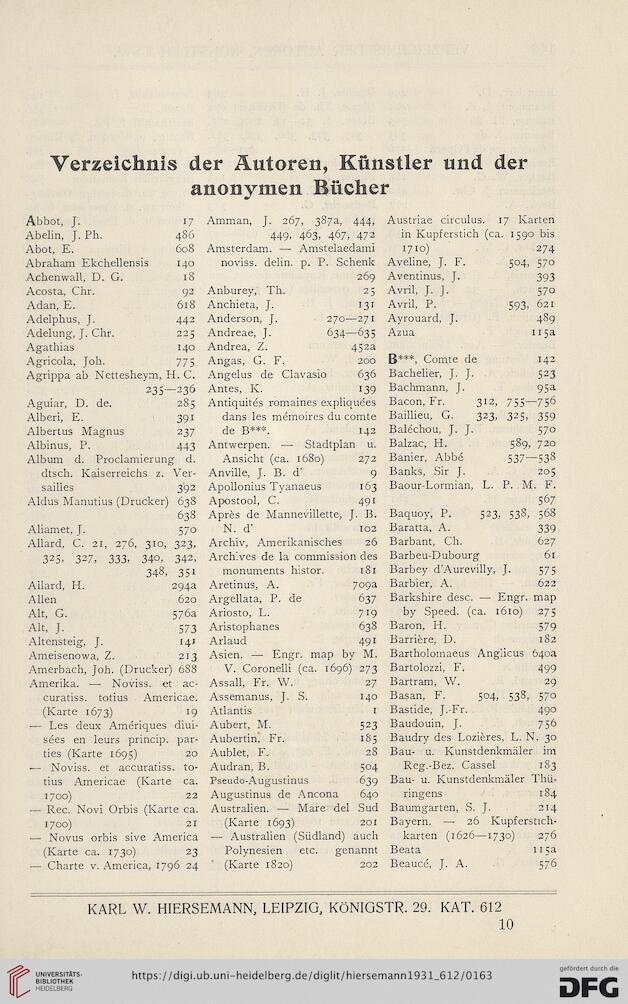 Verzeichnis der Autoren, Künstler und der
anonymen Bücher
Abbot, J. 17
Abelin, J. Ph. 486
Abot, E. 608
Abraham Ekchellensis 140
Achenwall, D. G. 18
Acosta, Chr. 92
Adan, E. 618
Adelphus, J. 442
Adelung, J. Chr. 225
Agathias 140
Agricola, Joh. 775
Agrippa ab Nettesheym, H. C.
235—236
Aguiar, D. de. 285
Alberi, E. 391
Albertus Magnus 237
Albinus, P. 443
Album d. Proclamierung d.
dtsch. Kaiserreichs z. Ver-
sailles 392
Aldus Manutius (Drucker) 638
638
Aliamet, J. 570
Allard, C. 21, 276, 310, 323,
325, 327, 333, 340, 342,
348, 351
Allard, H. 294a
Allen 620
Alt, G. 576a
Alt, J. 573
Altensteig, J. 141
Ameisenowa, Z. 213
Amerbach, Joh. (Drucker) 688
Amerika. — Noviss. et ac-
curatiss. totius Americae.
(Karte 1673) 19
— Les deux Amériques diui-
sées en leurs princip. par-
ties (Karte 1695) 20
— Noviss. et accuratiss. to-
tius Americae (Karte ca.
1700) 22
— Rec. Novi Orbis (Karte ca.
1700) 21
— Novus orbis sive America
(Karte ca. 1730) 23
— Charte v. America, 1796 24
Amman, J. 267, 387a, 444,
449, 463, 467, 472
Amsterdam. — Amstelaedami
noviss. delin. p. P. Schenk
269
Anburey, Th. 25
Anchieta, J. 131
Anderson, J. 270—271
Andreae, J. 634—635
Andrea, Z. 452a
Angas, G. F. 200
Angelus de Clavasio 636
Antes, K. 139
Antiquités romaines expliquées
dans les mémoires du comte
de B***. 142
Antwerpen. — Stadtplan u.
Ansicht (ca. 1680) 272
Anville, J. B. d' 9
Apollonius Tyanaeus 163
Apostool, C. 491
Après de Mannevillette, J. B.
N. d' 102
Archiv, Amerikanisches 26
Archives de la commission des
monuments histor. 181
Aretinus, A. 709a
Argellata, P. de 637
Ariosto, L. 719
Aristophanes 638
Arlaud 491
Asien. — Engr. map by M.
V. Coronelli (ca. 1696) 273
Assall, Fr. W. 27
Assemanus, J. S. 140
Atlantis 1
Aubert, M. 523
Aubertin, Fr. 185
Aublet, F. 28
Audran, B. 504
Pseudo-Augustinus 639
Augustinus de Ancona 640
Australien. — Mare del Sud
(Karte 1693) 201
— Australien (Südland) auch
Polynesien etc. genannt
(Karte 1820) 202
Austriae circulus. 17 Karten
in Kupferstich (ca. 1590 bis
1710) 274
Aveline, J. F. 504, 570
Aventinus, J. 393
Avril, J. J. 570
Avril, P. 593, 621
Ayrouard, J. 489
Azua 115a
B***, Comte de 142
Bachelier, J. J. 523
Bachmann, J. 95a
Bacon, Fr. 312, 755—756
Baillieu, G. 323, 325, 359
Baléchou, J. J. 570
Balzac, H. 589, 720
Banier, Abbé 537—538
Banks, Sir J. 205
Baour-Lormian, L. P. M. F.
567
Baquoy, P. 523, 538, 568
Baratta, A. 339
Barbant, Ch. 627
Barbeu-Dubourg 61
Barbey d'Aurevilly, J. 575
Barbier, A. 622
Barkshire desc. — Engr. map
by Speed. (ca. 1610) 275
Baron, H. 579
Barrière, D. 182
Bartholomaeus Anglicus 640a
Bartolozzi, F. 499
Bartram, W. 29
Basan, F. 504, 538, 570
Bastide, J.-Fr. 490
Baudouin, J. 756
Baudry des Lozières, L. N. 30
Bau- u. Kunstdenkmäler im
Reg.-Bez. Cassel 183
Bau- u. Kunstdenkmäler Thü-
ringens 184
Baumgarten, S. J. 214
Bayern. — 26 Kupferstich-
karten (1626—1730) 276
Beata 115a
Beaucé, J. A. 576
KARL W. HIERSEMANN, LEIPZIG, KÖNIGSTR. 29. KAT. 612
10
UNIVERSITÄTS-
BIBLIOTHEK
HEIDELBERG
https://digi.ub.uni-heidelberg.de/diglit/hiersemann1931_612/0163
gefördert durch die
DFG